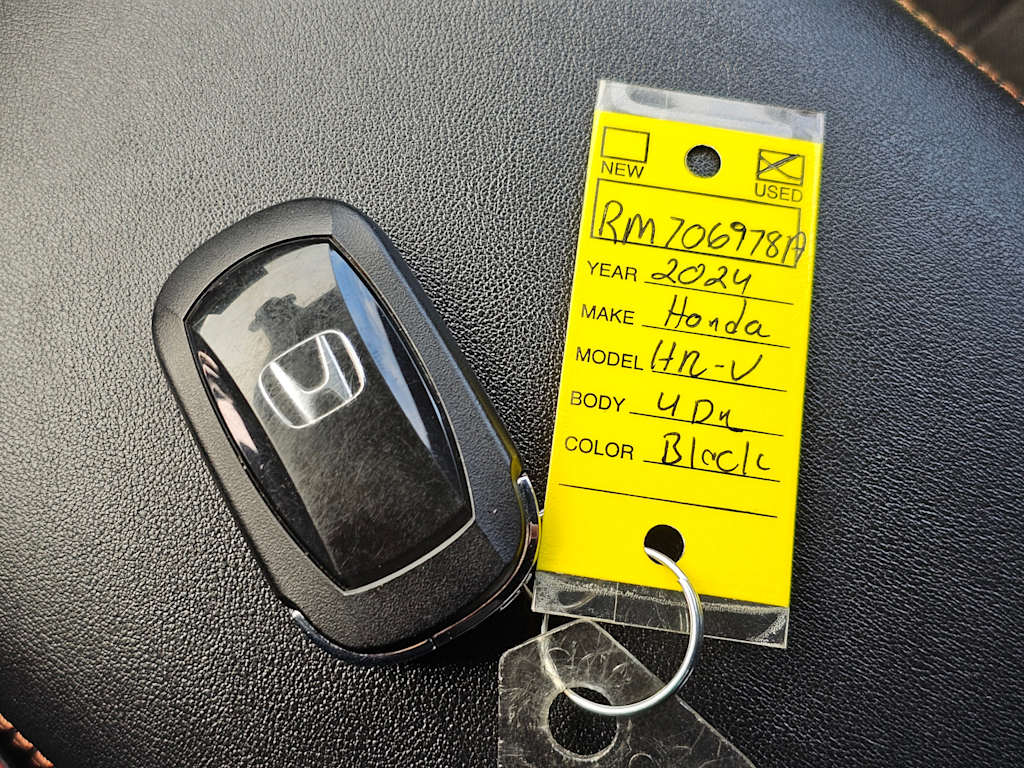 NEW USED
RM706978A
YEAR 2024
MAKE Honda
MODEL HR-V
BODY 4 Dr
COLOR Black